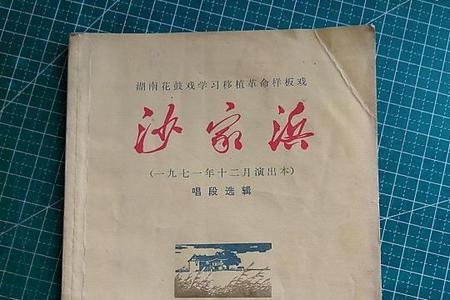 湖南花鼓戏学习移植革命样板戏
沙家浜
(一九七一年十二月演出本)
唱段选辑